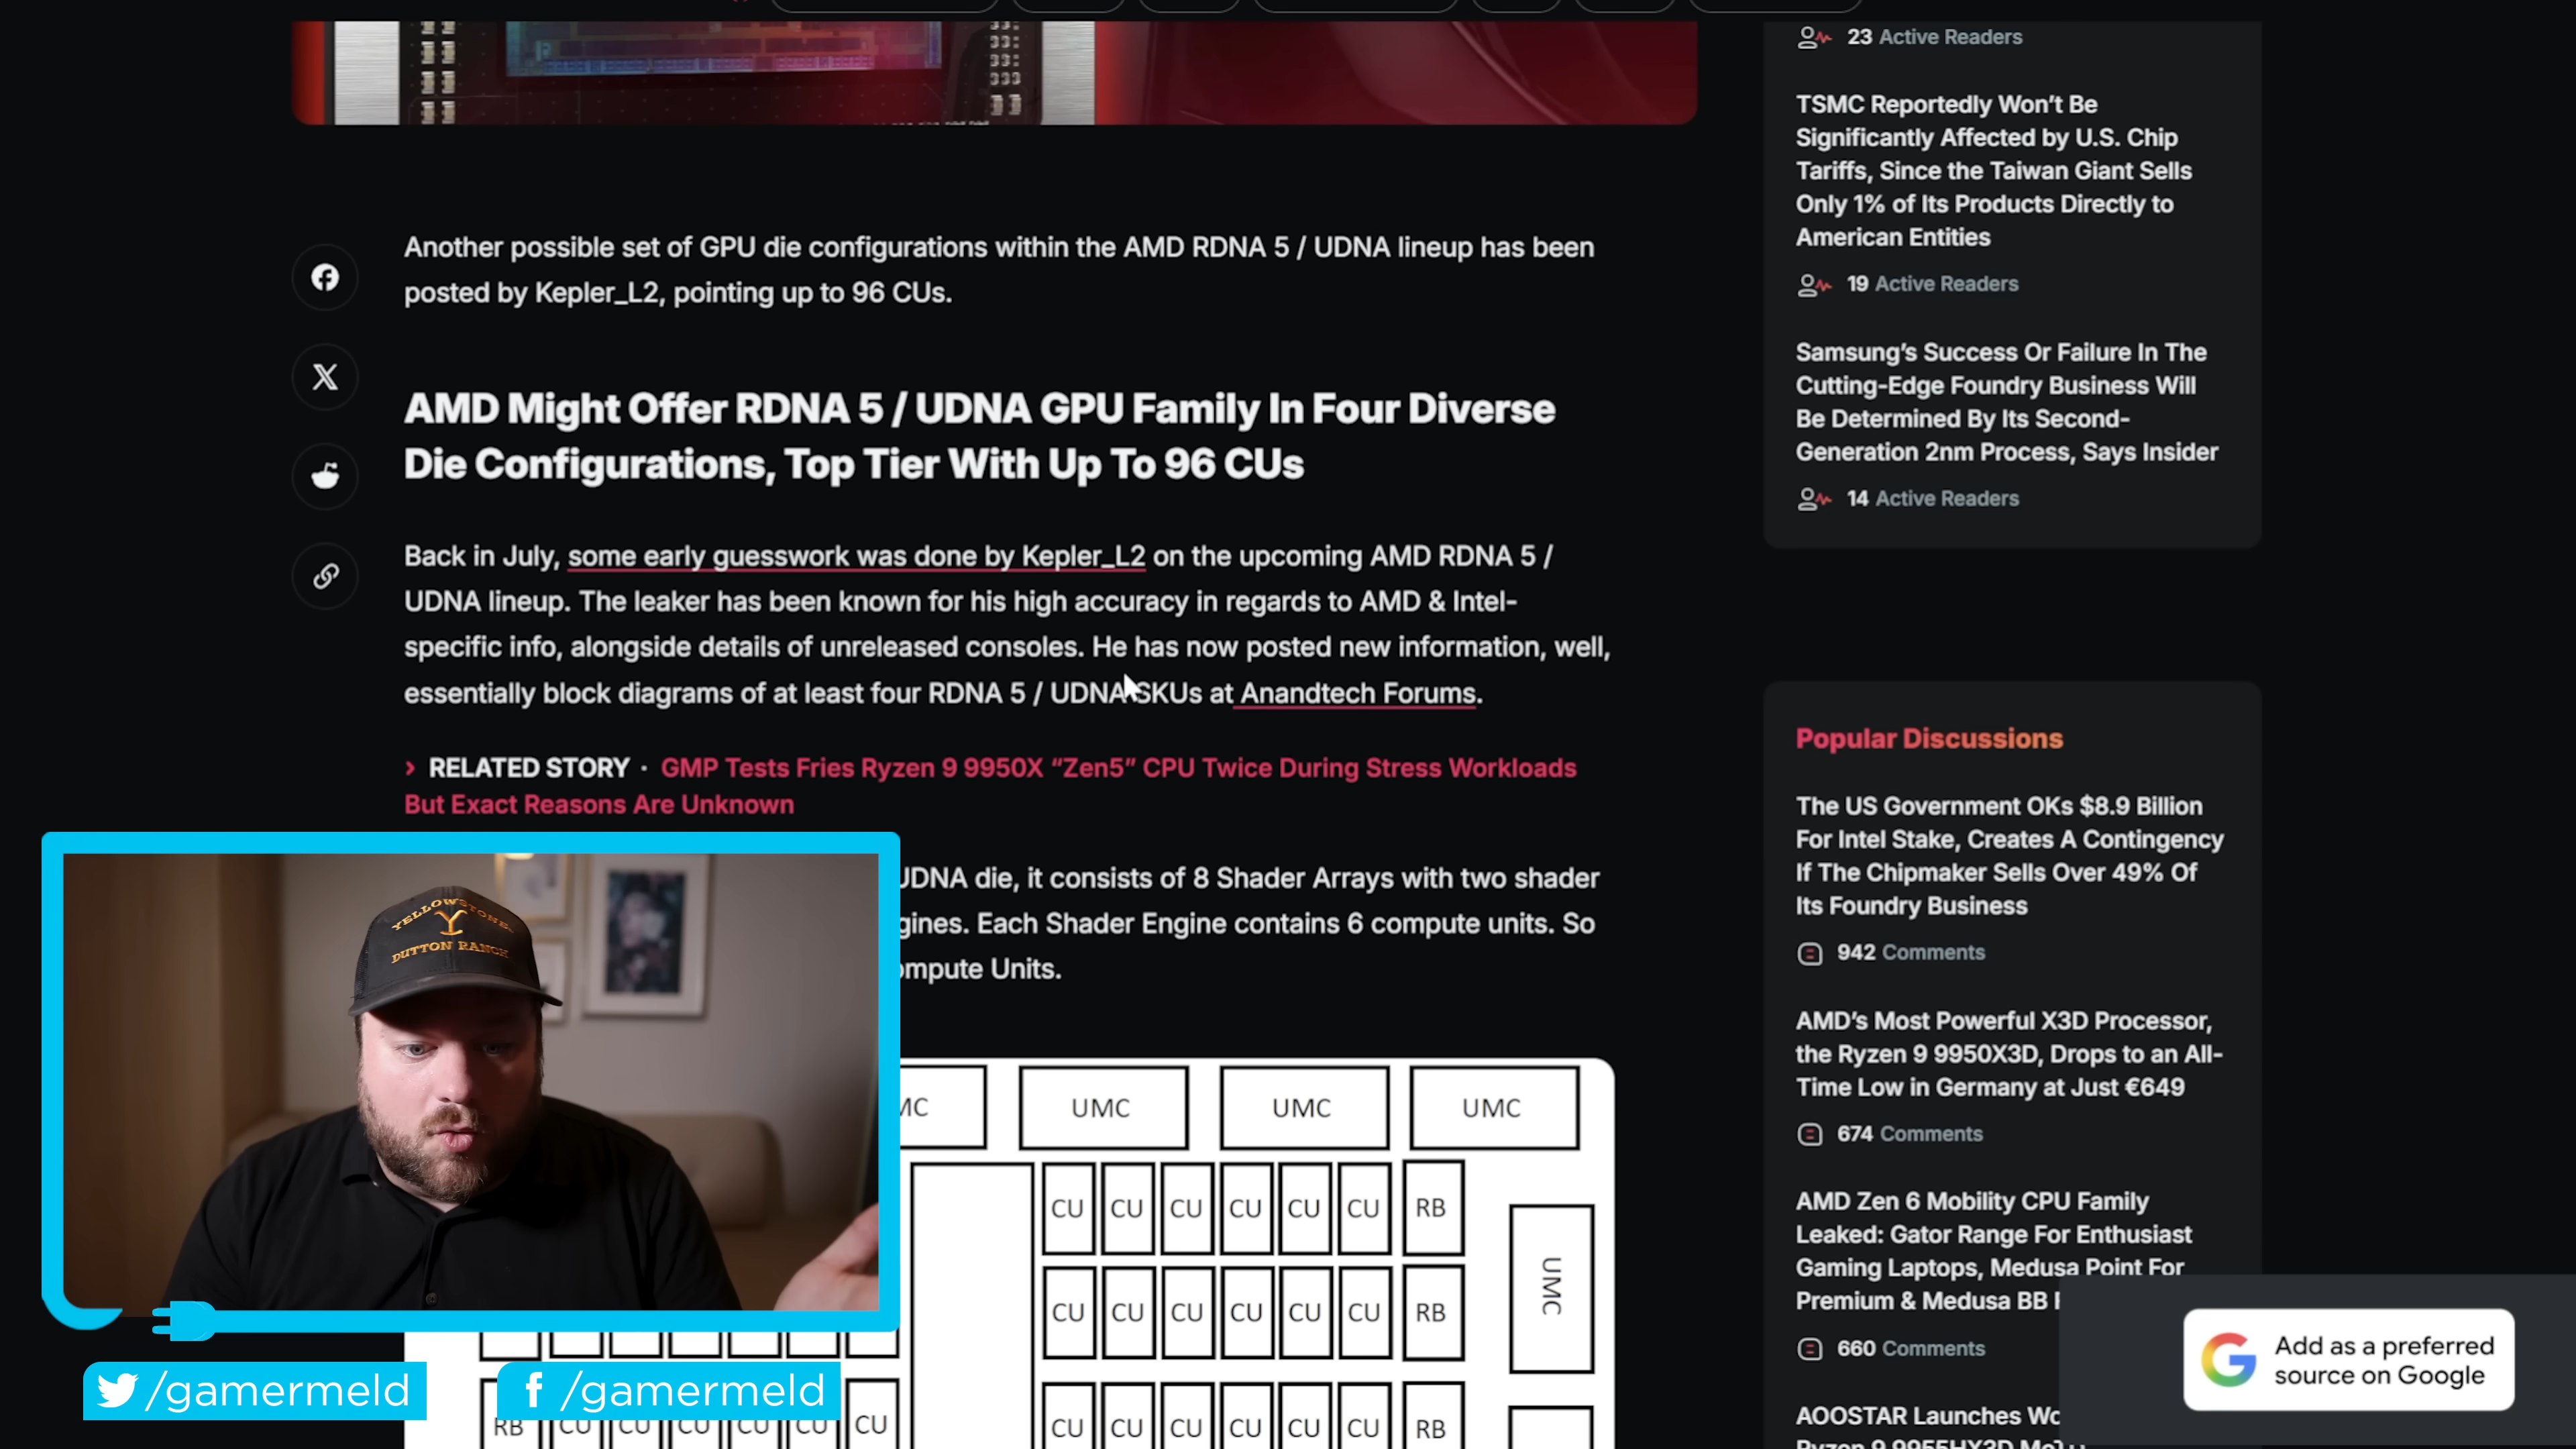 Another possible set of GPU die configurations within the AMD RDNA 5 / UDNA lineup has been
posted by Kepler_L2, pointing up to 96 CUs.
AMD Might Offer RDNA 5 / UDNA GPU Family In Four Diverse
Die Configurations, Top Tier With Up To 96 CUs
Back in July, some early guesswork was done by Kepler_L2 on the upcoming AMD RDNA 5 /
UDNA lineup. The leaker has been known for his high accuracy in regards to AMD & Intel-
specific info, alongside details of unreleased consoles. He has now posted new information, well,
essentially block diagrams of at least four RDNA 5 / UDNA SKUs at Anandtech Forums.
RELATED STORY · GMP Tests Fries Ryzen 9 9950X “Zen5” CPU Twice During Stress Workloads
But Exact Reasons Are Unknown
UDNA die, it consists of 8 Shader Arrays with two shader
gines. Each Shader Engine contains 6 compute units. So
ompute Units.
MC UMC UMC UMC
CU CU CU CU CU CU RB
UMC
CU CU CU CU CU CU RB
RB CU CU CU CU CU CU
CU CU CU CU CU CU RB
YELLOWSTONE
Y
DUTTON RANCH
/gamermeld
f /gamermeld
23 Active Readers
TSMC Reportedly Won’t Be
Significantly Affected by U.S. Chip
Tariffs, Since the Taiwan Giant Sells
Only 1% of Its Products Directly to
American Entities
19 Active Readers
Samsung’s Success Or Failure In The
Cutting-Edge Foundry Business Will
Be Determined By Its Second-
Generation 2nm Process, Says Insider
14 Active Readers
Popular Discussions
The US Government OKs $8.9 Billion
For Intel Stake, Creates A Contingency
If The Chipmaker Sells Over 49% Of
Its Foundry Business
942 Comments
AMD’s Most Powerful X3D Processor,
the Ryzen 9 9950X3D, Drops to an All-
Time Low in Germany at Just €649
674 Comments
AMD Zen 6 Mobility CPU Family
Leaked: Gator Range For Enthusiast
Gaming Laptops, Medusa Point For
Premium & Medusa BB
660 Comments
AOOSTAR Launches Wo
Ryzen 9 9955HX3D
Add as a preferred
source on Google